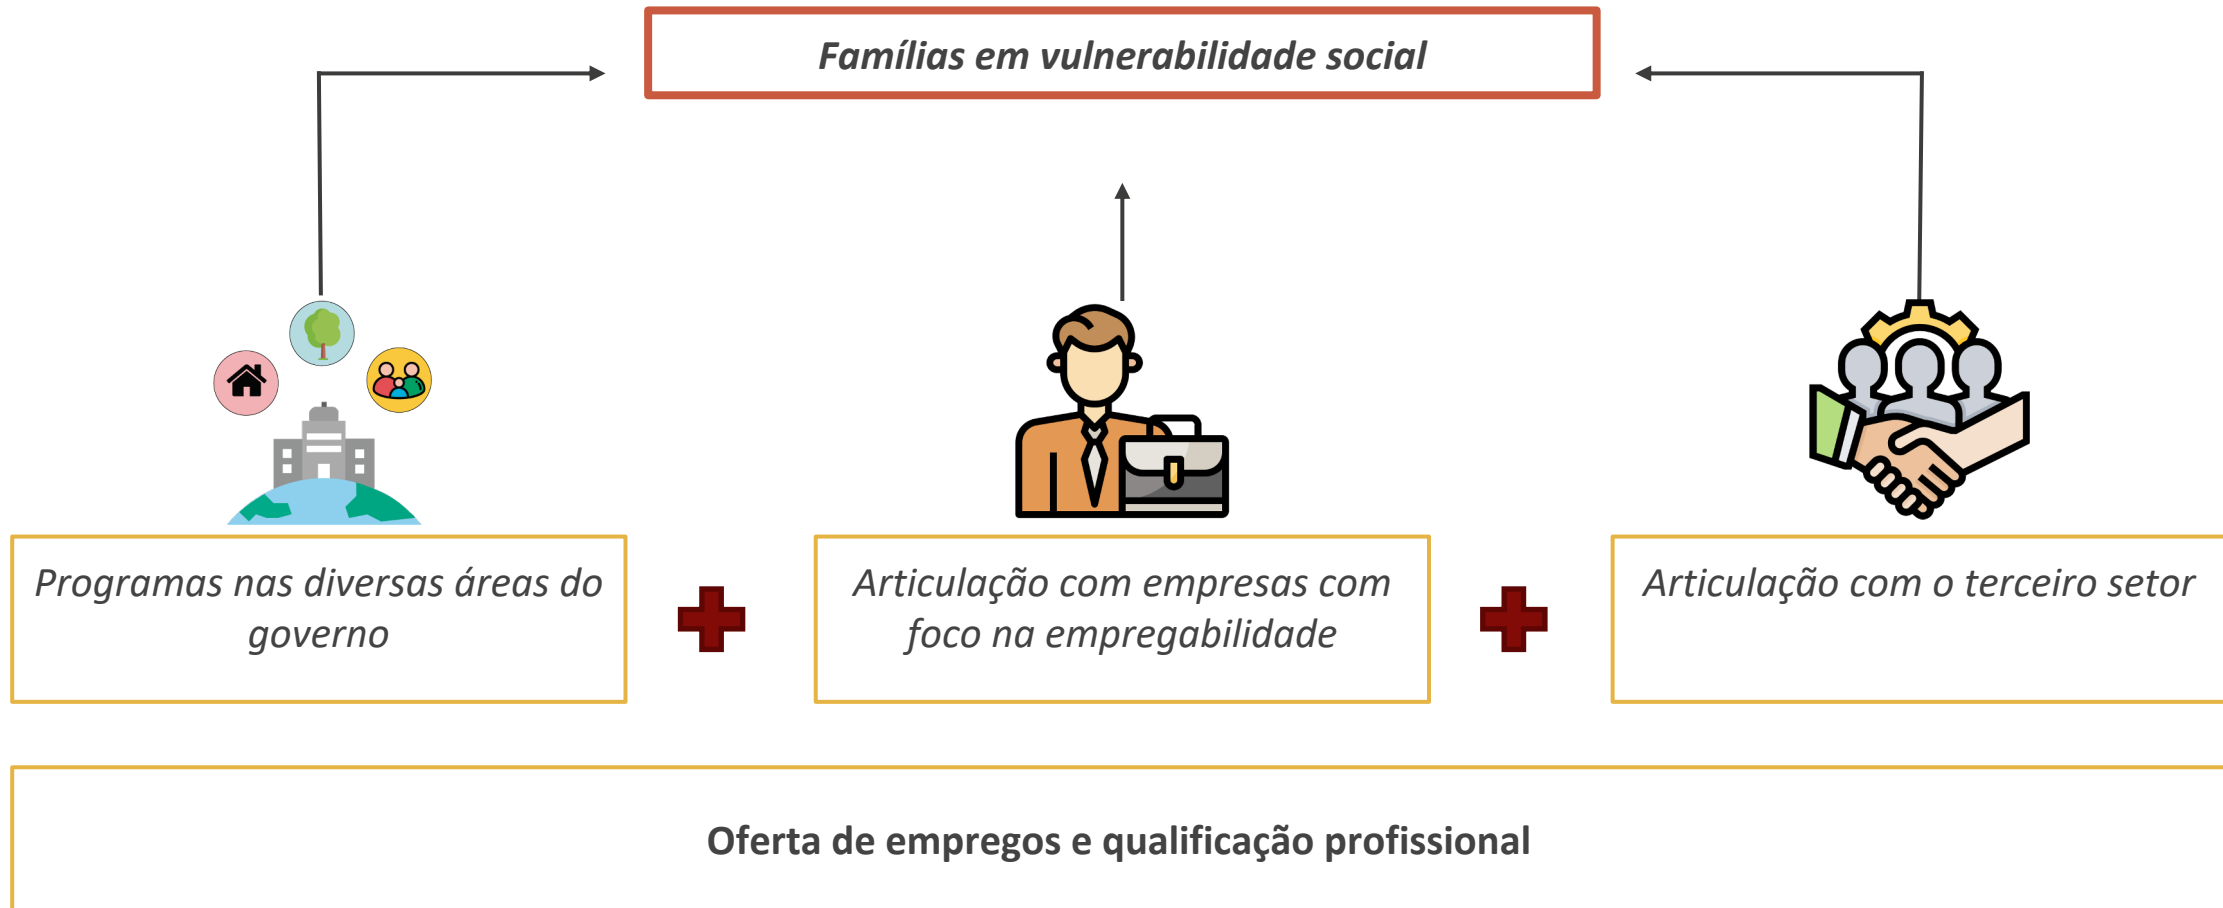 Famílias em vulnerabilidade social
Programas nas diversas áreas do
governo
Articulação com empresas com
foco na empregabilidade
Articulação com o terceiro setor
Oferta de empregos e qualificação profissional